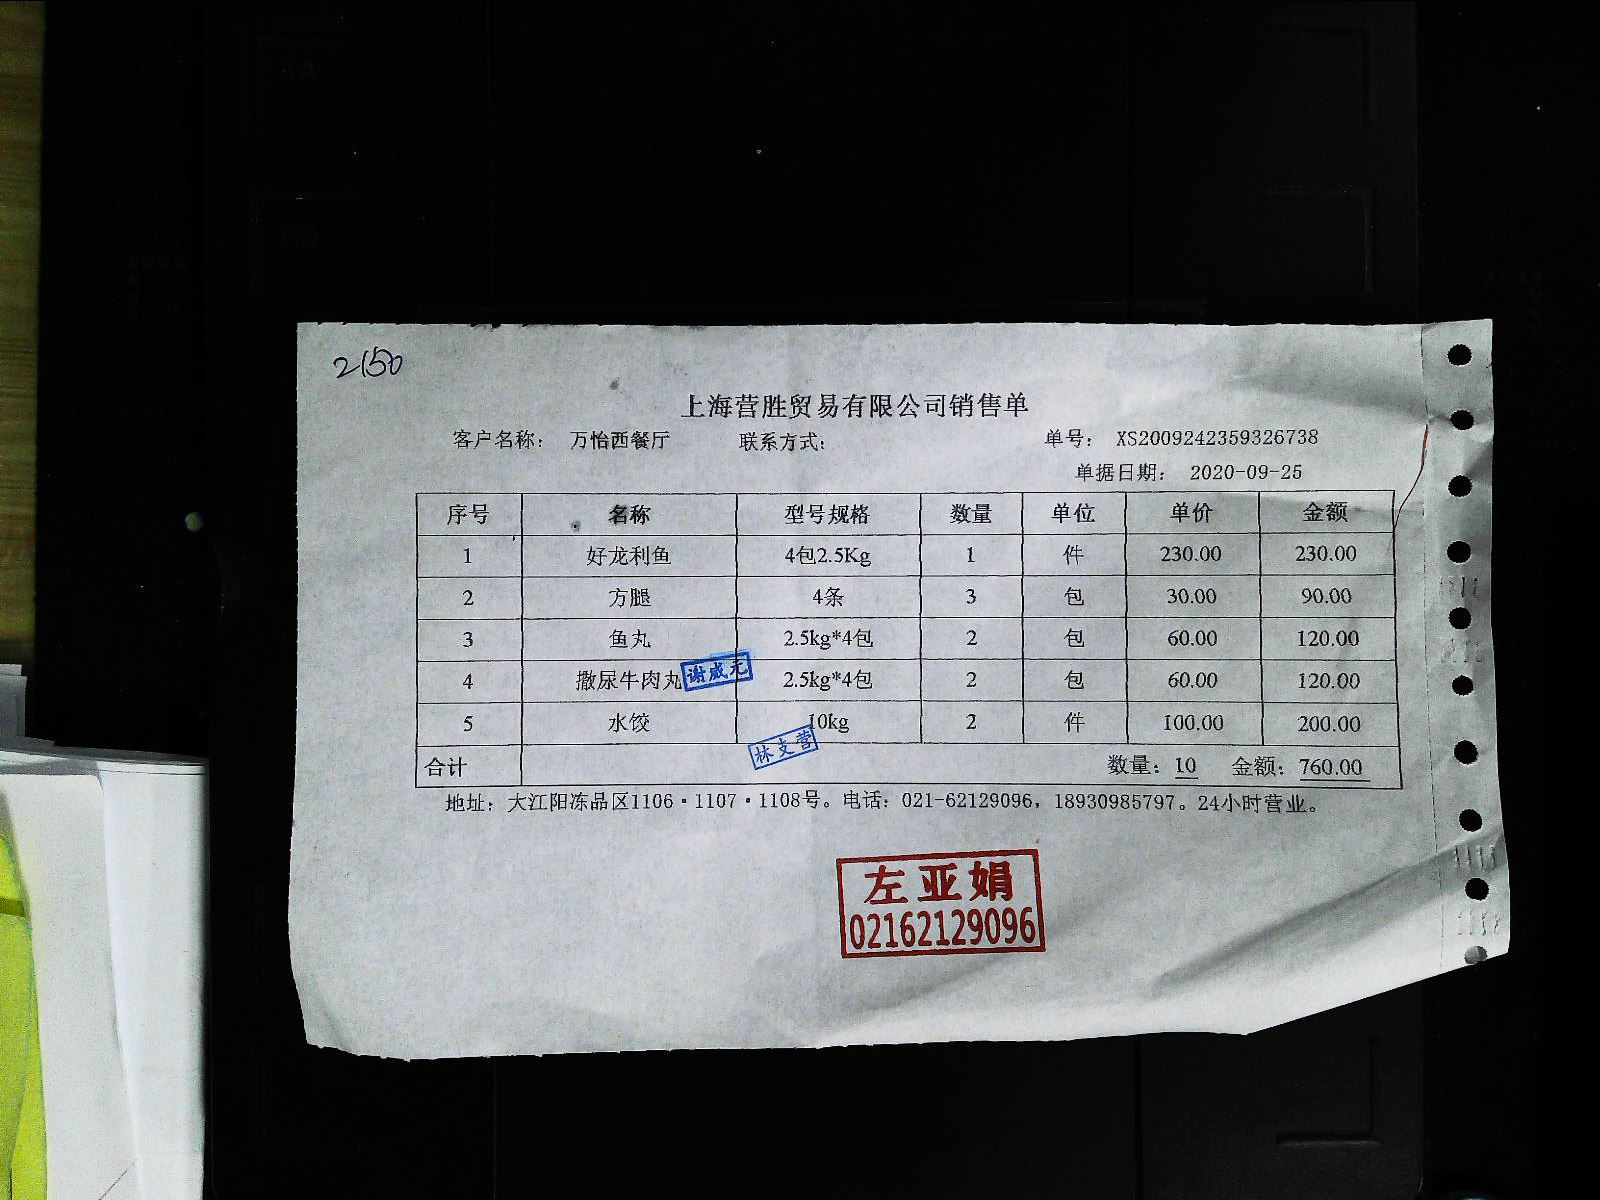 2150
上海营胜贸易有限公司销售单
客户名称: 万怡西餐厅 联系方式: 单号: XS2009242359326738
单据日期: 2020-09-25
序号 名称 型号规格 数量 单位 单价 金额
1 好龙利鱼 4包2.5Kg 1 件 230.00 230.00
2 方腿 4条 3 包 30.00 90.00
3 鱼丸 2.5kg*4包 2 包 60.00 120.00
4 撒尿牛肉丸 2.5kg*4包 2 包 60.00 120.00
谢威元
5 水饺 10kg 2 件 100.00 200.00
林支营
合计 数量: 10 金额: 760.00
地址: 大江阳冻品区1106·1107·1108号。电话: 021-62129096, 18930985797。24小时营业。
左亚娟
02162129096